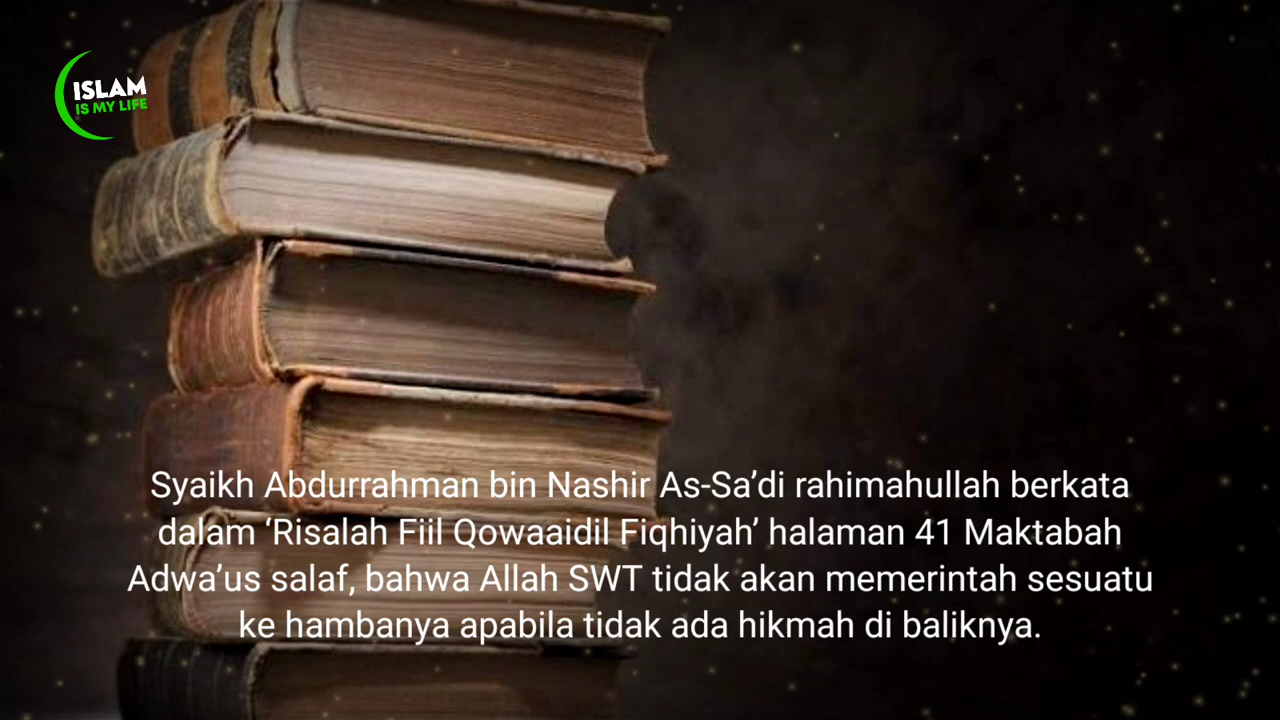 ISLAM
IS MY LIFE
Syaikh Abdurrahman bin Nashir As-Sa’di rahimahullah berkata
dalam ‘Risalah Fiil Qowaaidil Fiqhiyah’ halaman 41 Maktabah
Adwa’us salaf, bahwa Allah SWT tidak akan memerintah sesuatu
ke hambanya apabila tidak ada hikmah di baliknya.